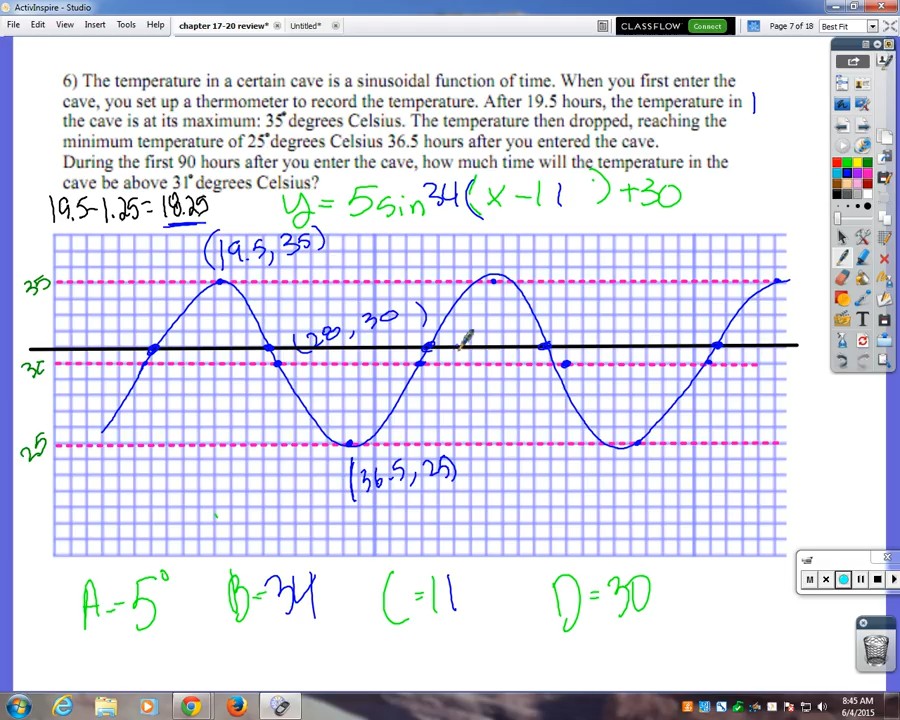 ActivInspire - Studio
File Edit View Insert Tools Help
chapter 17-20 review*
Untitled*
CLASSFLOW Connect
Page 7 of 18
Best Fit
6) The temperature in a certain cave is a sinusoidal function of time. When you first enter the
cave, you set up a thermometer to record the temperature. After 19.5 hours, the temperature in
the cave is at its maximum: 35° degrees Celsius. The temperature then dropped, reaching the
minimum temperature of 25° degrees Celsius 36.5 hours after you entered the cave.
During the first 90 hours after you enter the cave, how much time will the temperature in the
cave be above 31° degrees Celsius?
19.5-1.25=18.25
y = 5 sin 34(x-11)+30
(19.5, 35)
35
(28, 30)
30
25
(36.5, 25)
A=5° B=34 C=11 D=30
M
T
8:45 AM
6/4/2015